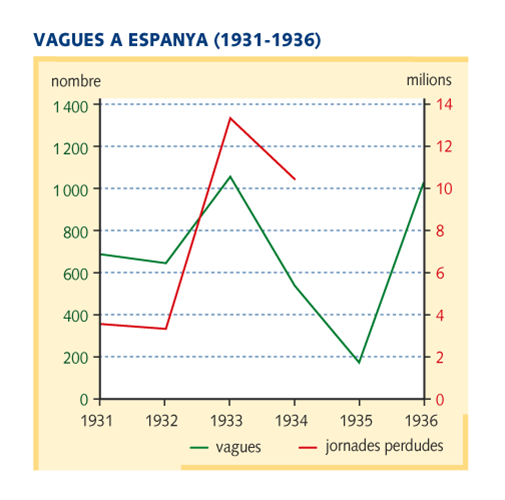 VAGUES A ESPANYA (1931-1936)
nombre milions
1 400 14
1 200 12
1 000 10
800 8
600 6
400 4
200 2
0 0
1931 1932 1933 1934 1935 1936
vagues jornades perdudes